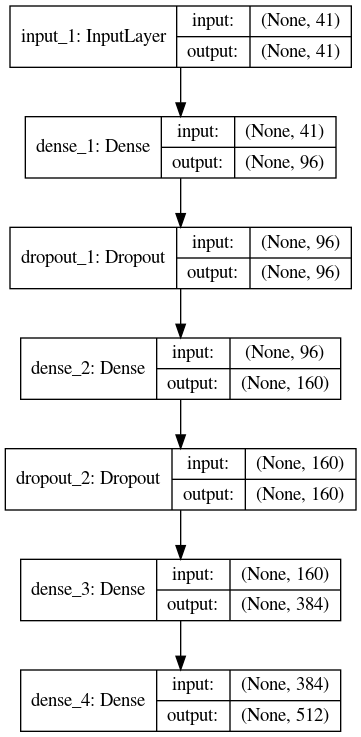 input_1: InputLayer
input: (None, 41)
output: (None, 41)
dense_1: Dense
input: (None, 41)
output: (None, 96)
dropout_1: Dropout
input: (None, 96)
output: (None, 96)
dense_2: Dense
input: (None, 96)
output: (None, 160)
dropout_2: Dropout
input: (None, 160)
output: (None, 160)
dense_3: Dense
input: (None, 160)
output: (None, 384)
dense_4: Dense
input: (None, 384)
output: (None, 512)